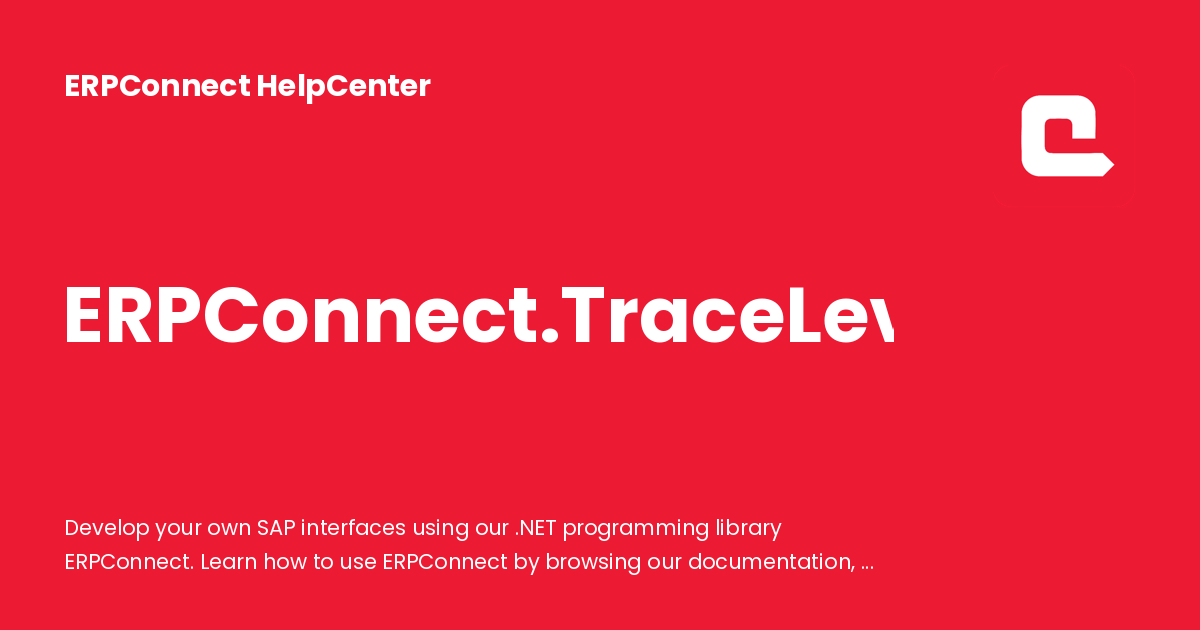 ERPConnect HelpCenter
ERPConnect.TraceLev
Develop your own SAP interfaces using our .NET programming library
ERPConnect. Learn how to use ERPConnect by browsing our documentation, ...